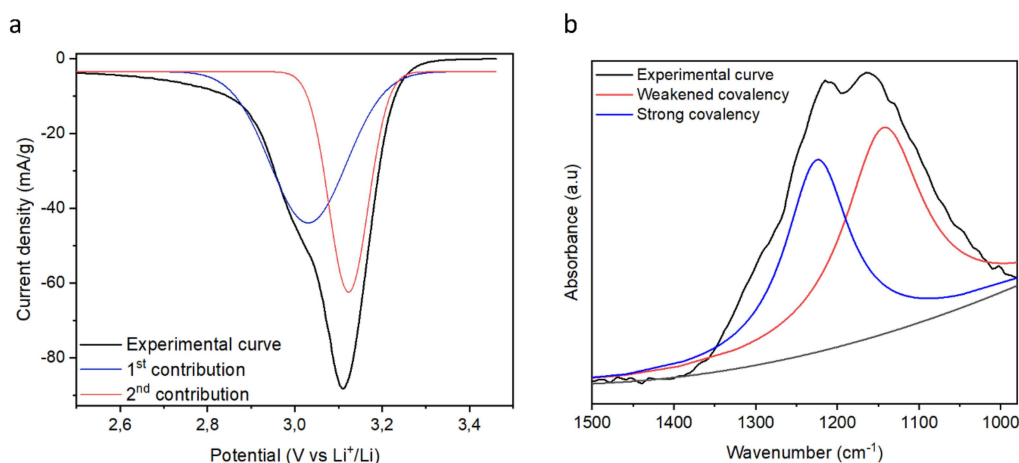 a
0
-20
-40
-60
-80
Current density (mA/g)
Experimental curve
1st contribution
2nd contribution
2,6
2,8
3,0
3,2
3,4
Potential (V vs Li+/Li)
b
Experimental curve
Weakened covalency
Strong covalency
Absorbance (a.u)
1500
1400
1300
1200
1100
1000
Wavenumber (cm-1)